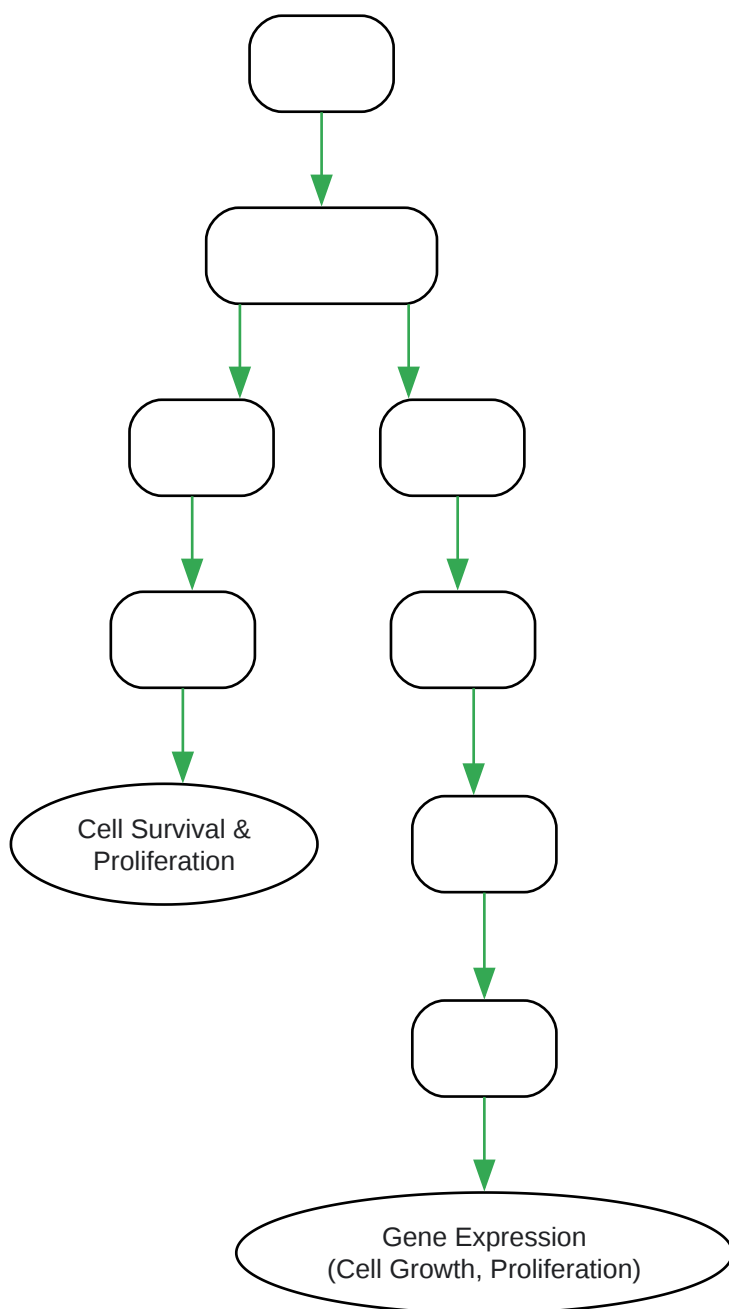 Cell Survival &
Proliferation
Gene Expression
(Cell Growth, Proliferation)